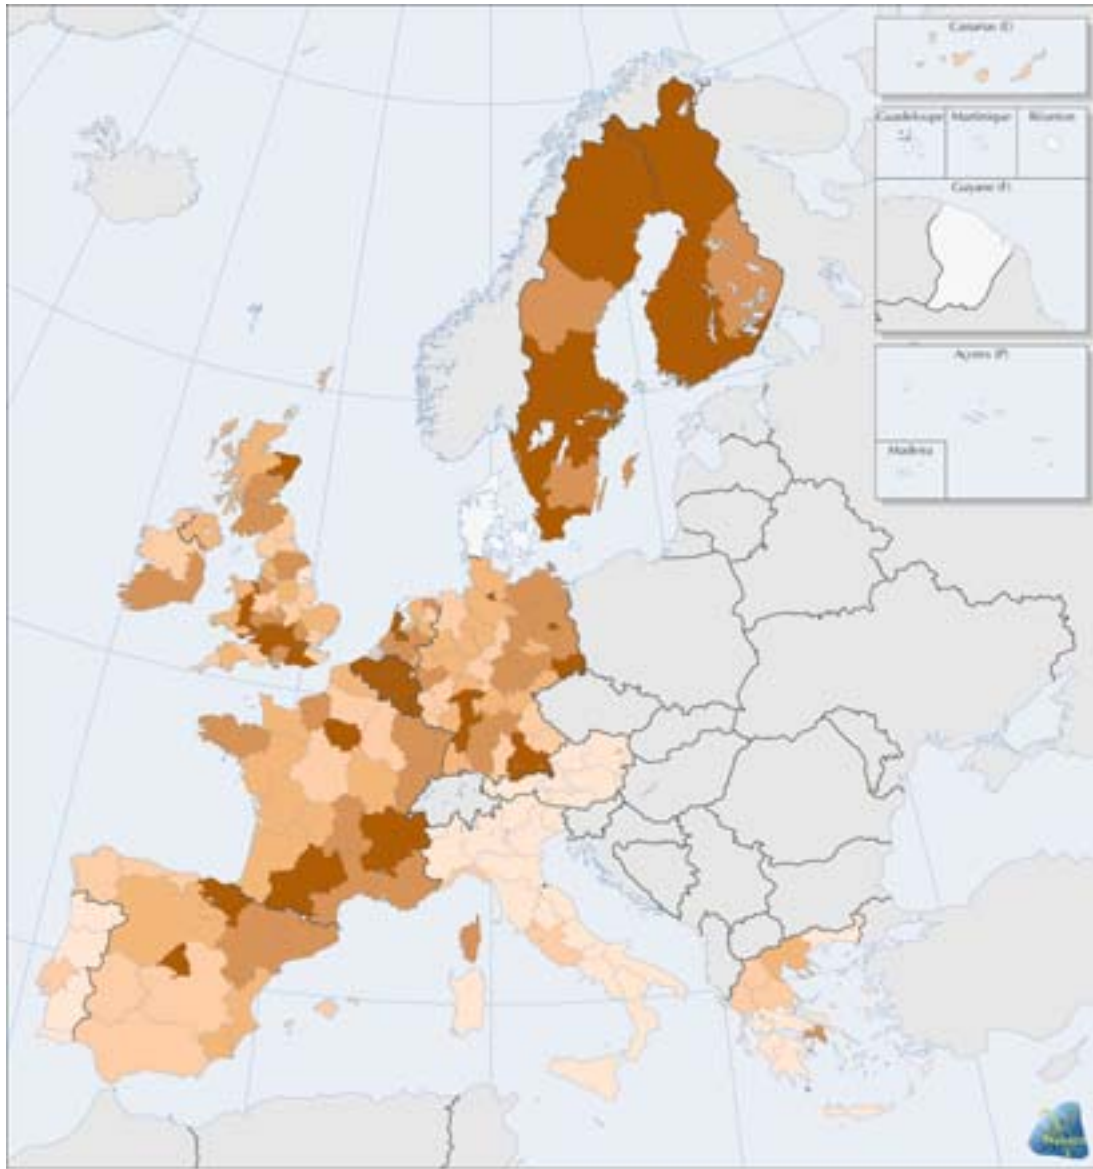 Canarias (E)
Guadeloupe
Martinique
Réunion
Guyane (F)
Açores (P)
Madeira